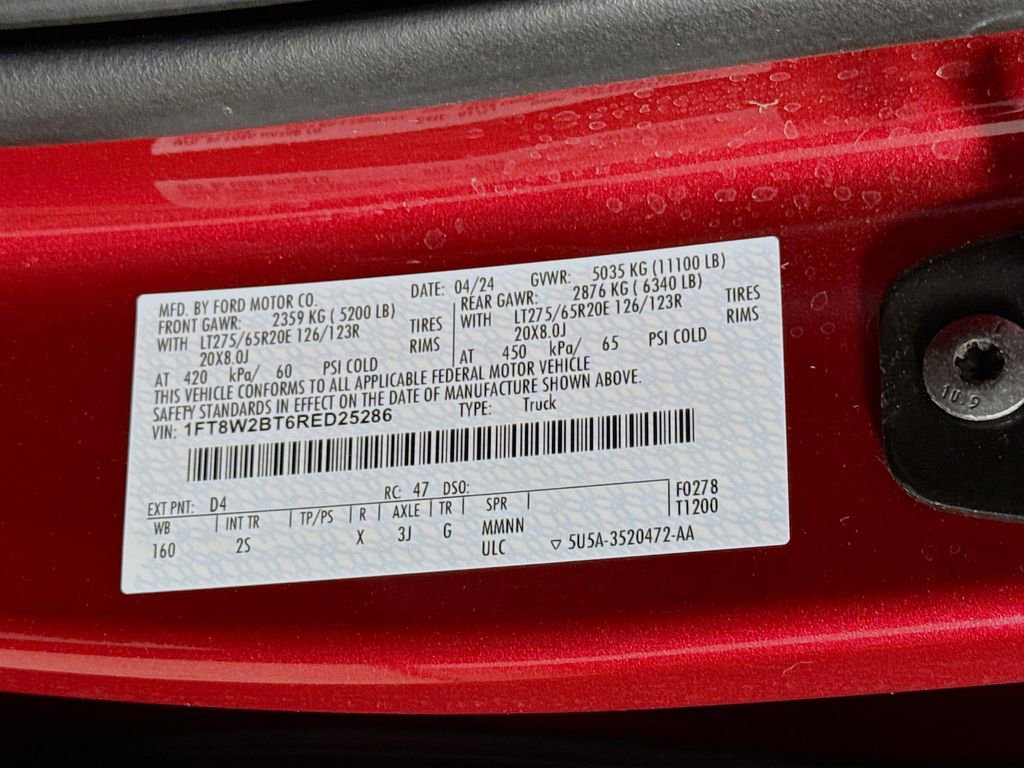 MFD. BY FORD MOTOR CO.
DATE: 04/24 GVWR: 5035 KG (11100 LB)
FRONT GAWR: 2359 KG ( 5200 LB)
WITH LT275/65R20E 126/123R TIRES
20X8.0J RIMS
AT 420 kPa/ 60 PSI COLD
REAR GAWR: 2876 KG ( 6340 LB)
WITH LT275/65R20E 126/123R TIRES
20X8.0J RIMS
AT 450 kPa/ 65 PSI COLD
THIS VEHICLE CONFORMS TO ALL APPLICABLE FEDERAL MOTOR VEHICLE
SAFETY STANDARDS IN EFFECT ON THE DATE OF MANUFACTURE SHOWN ABOVE.
VIN: 1FT8W2BT6RED25286 TYPE: Truck
EXT PNT: D4 RC: 47 DSO:
WB INT TR TP/PS R AXLE TR SPR
160 2S X 3J G MMNN
ULC
F0278
T1200
▽ 5U5A-3520472-AA
10.9